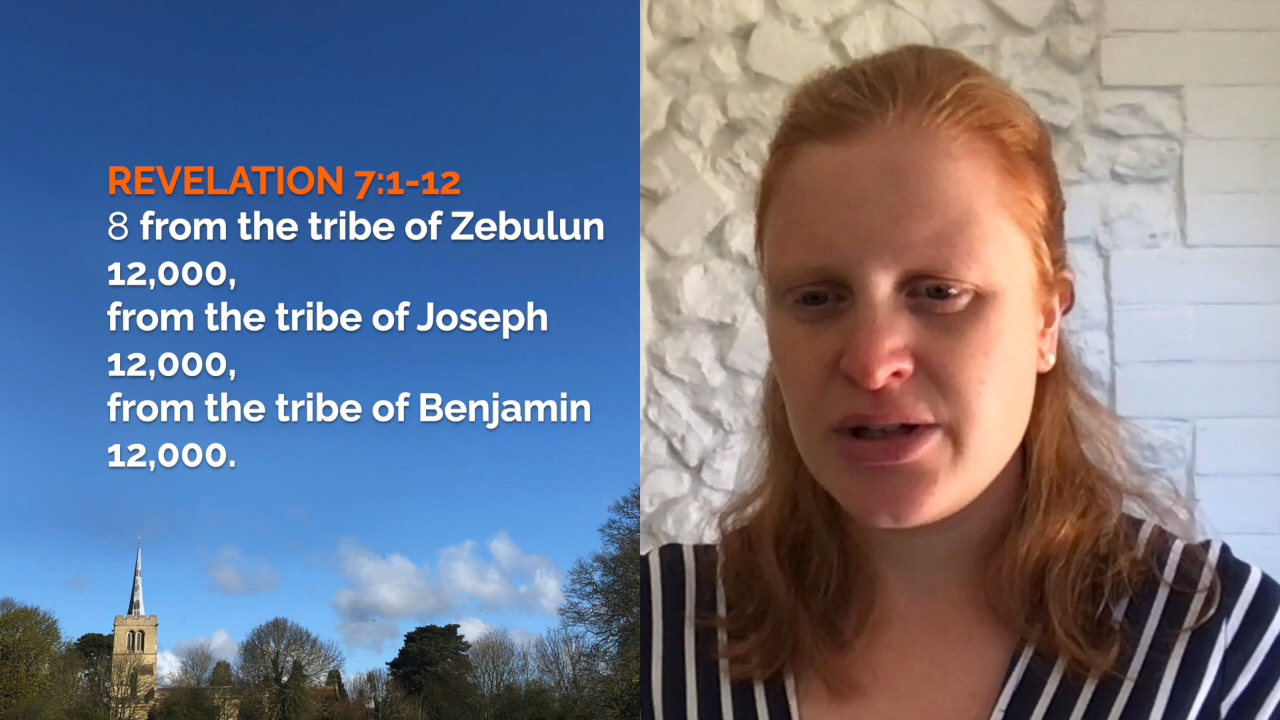 REVELATION 7:1-12
8 from the tribe of Zebulun
12,000,
from the tribe of Joseph
12,000,
from the tribe of Benjamin
12,000.